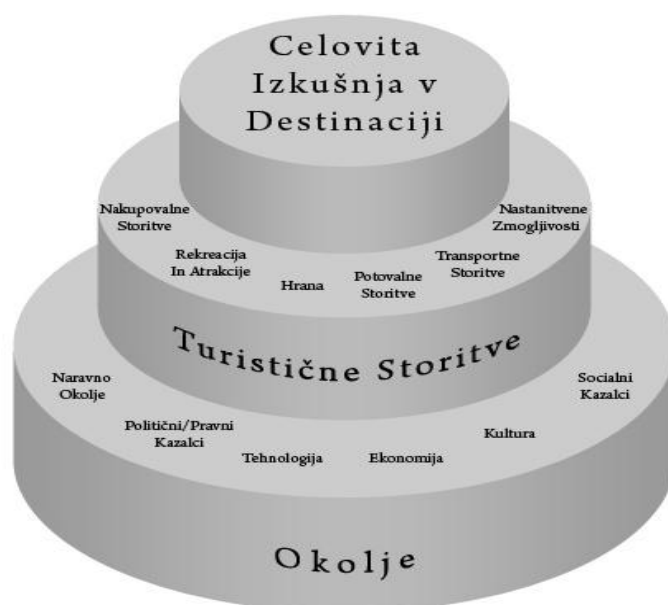 Celovita
Izkušnja v
Destinaciji
Nakupovalne
Storitve
Rekreacija
In Atrakcije
Hrana
Potovalne
Storitve
Transportne
Storitve
Nastanitvene
Zmogljivosti
Turistične Storitve
Naravno
Okolje
Politični/Pravni
Kazalci
Tehnologija
Ekonomija
Kultura
Socialni
Kazalci
Okolje